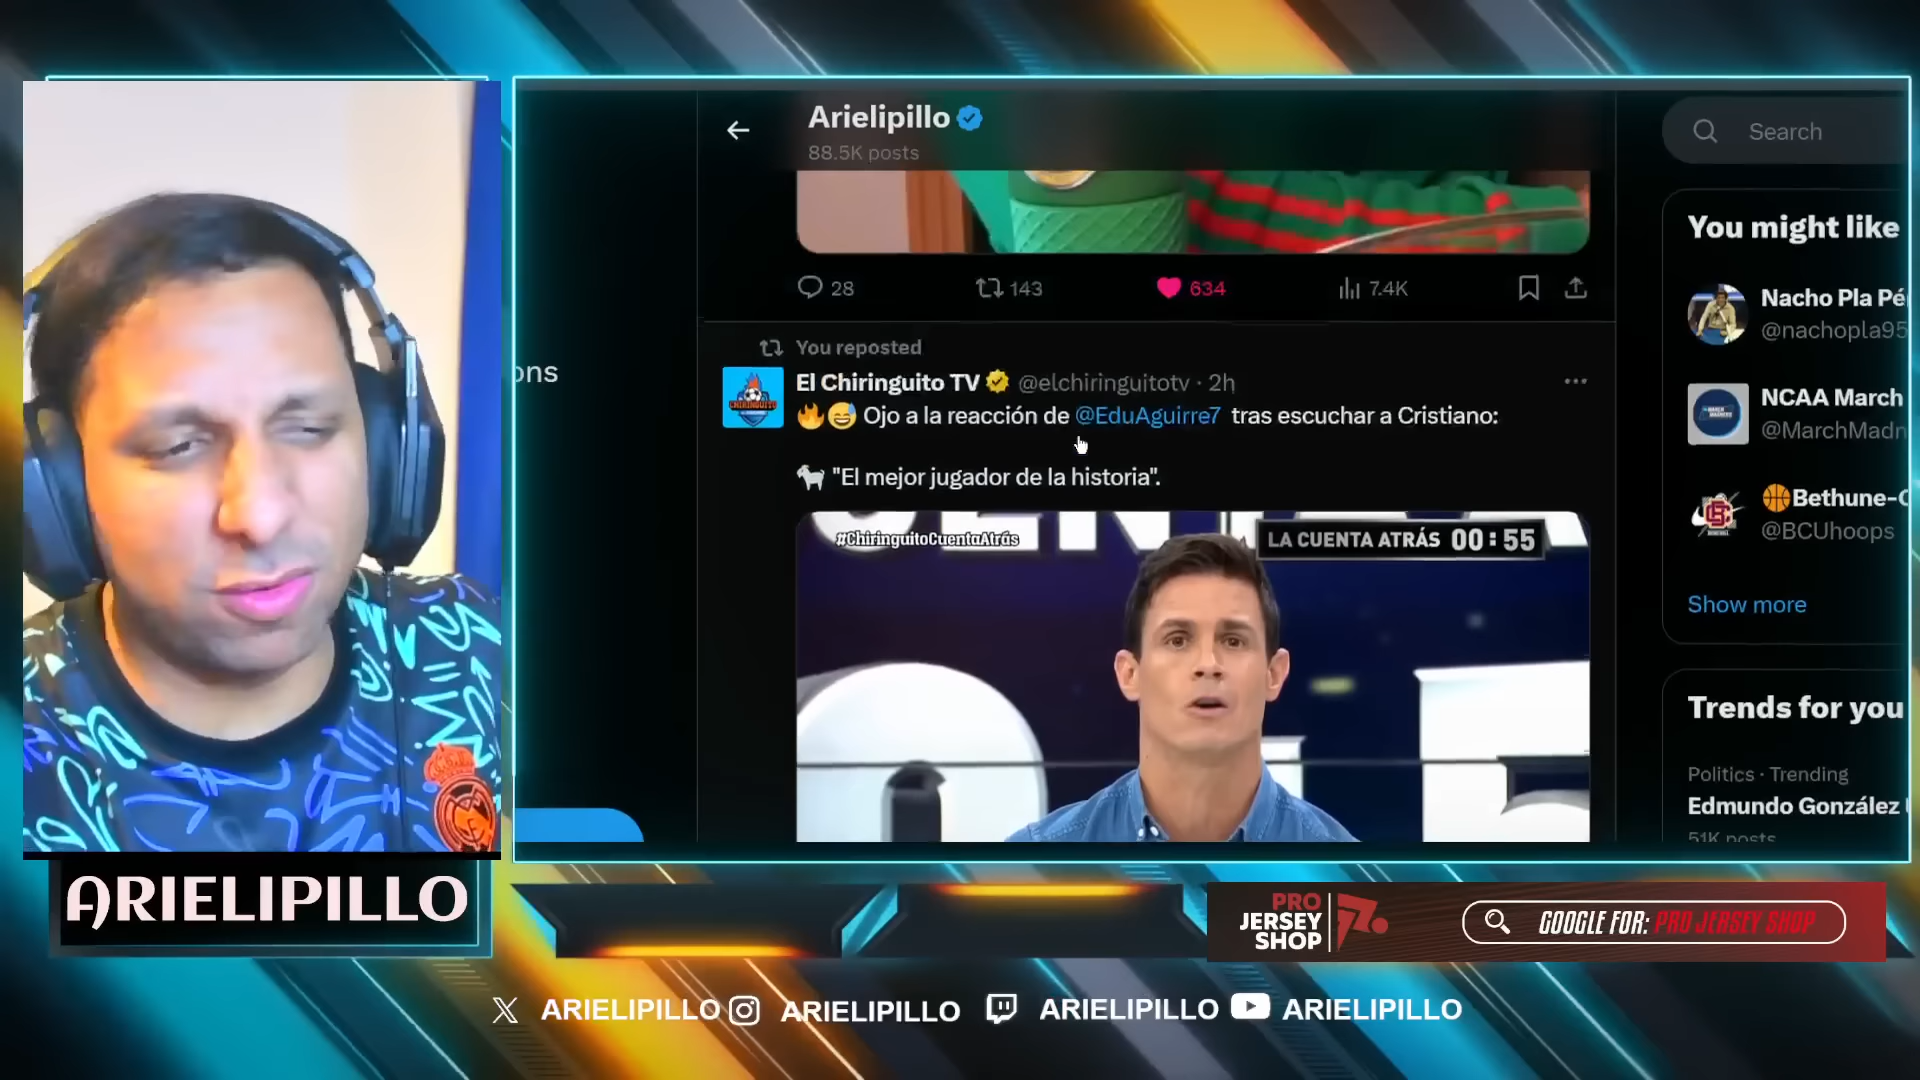 Arielipillo
88.5K posts
Search
28
143
634
7.4K
You reposted
El Chiringuito TV @elchiringuitotv · 2h
🔥😅 Ojo a la reacción de @EduAguirre7 tras escuchar a Cristiano:
🐐 "El mejor jugador de la historia".
#ChiringuitoCuentaAtrás
LA CUENTA ATRÁS 00:55
ons
You might like
Nacho Pla Pé
@nachopla95
NCAA March
@MarchMadn
🏀Bethune-C
@BCUhoops
Show more
Trends for you
Politics · Trending
Edmundo González
51K posts
ARIELIPILLO
PRO
JERSEY
SHOP
GOOGLE FOR: PRO JERSEY SHOP
ARIELIPILLO
ARIELIPILLO
ARIELIPILLO
ARIELIPILLO